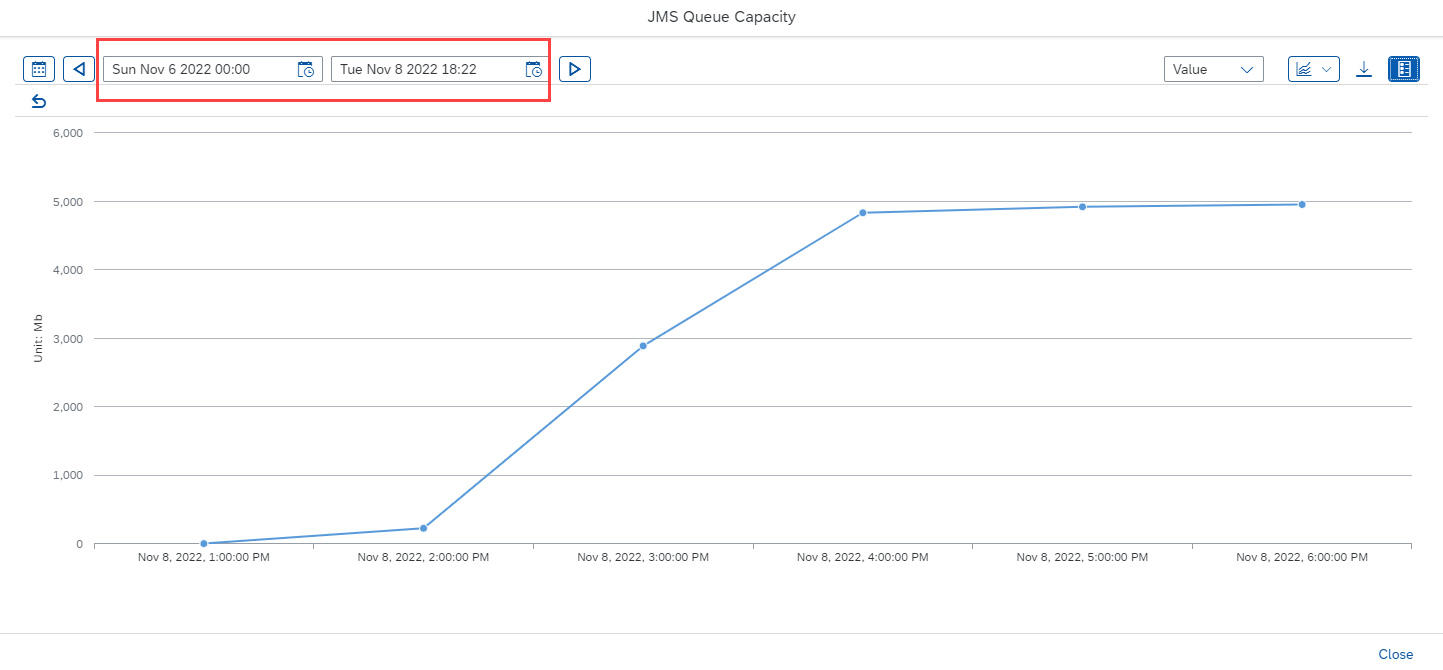 JMS Queue Capacity
Sun Nov 6 2022 00:00 Tue Nov 8 2022 18:22 Value
6,000
5,000
4,000
3,000
2,000
1,000
0
Unit: Mb
Nov 8, 2022, 1:00:00 PM Nov 8, 2022, 2:00:00 PM Nov 8, 2022, 3:00:00 PM Nov 8, 2022, 4:00:00 PM Nov 8, 2022, 5:00:00 PM Nov 8, 2022, 6:00:00 PM
Close